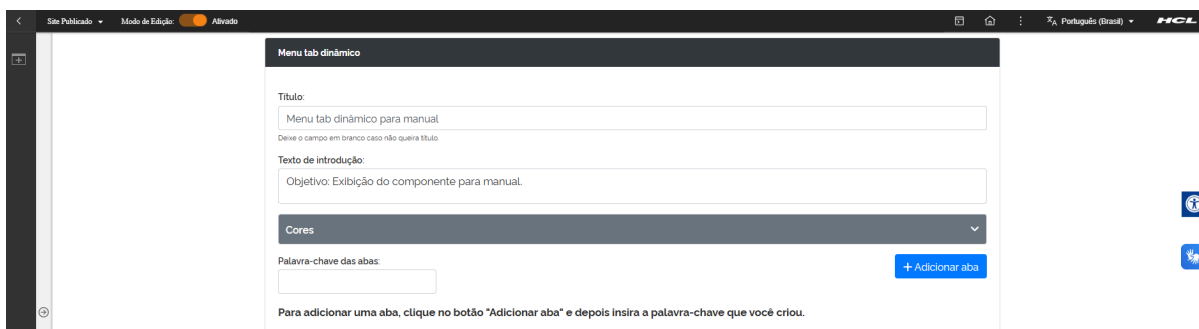 Site Publicado Modo de Edição: Ativado Português (Brasil) HCL
Menu tab dinâmico
Título:
Menu tab dinâmico para manual
Deixe o campo em branco caso não queira título.
Texto de introdução:
Objetivo: Exibição do componente para manual.
Cores
Palavra-chave das abas:
+ Adicionar aba
Para adicionar uma aba, clique no botão "Adicionar aba" e depois insira a palavra-chave que você criou.